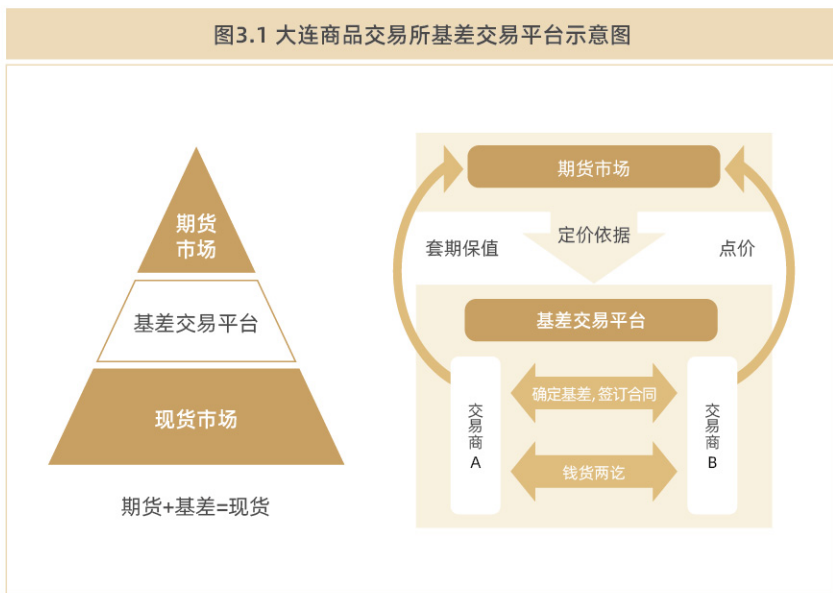 图3.1 大连商品交易所基差交易平台示意图
期货
市场
基差交易平台
现货市场
期货+基差=现货
期货市场
套期保值
定价依据
点价
基差交易平台
交易商A
确定基差,签订合同
钱货两讫
交易商B